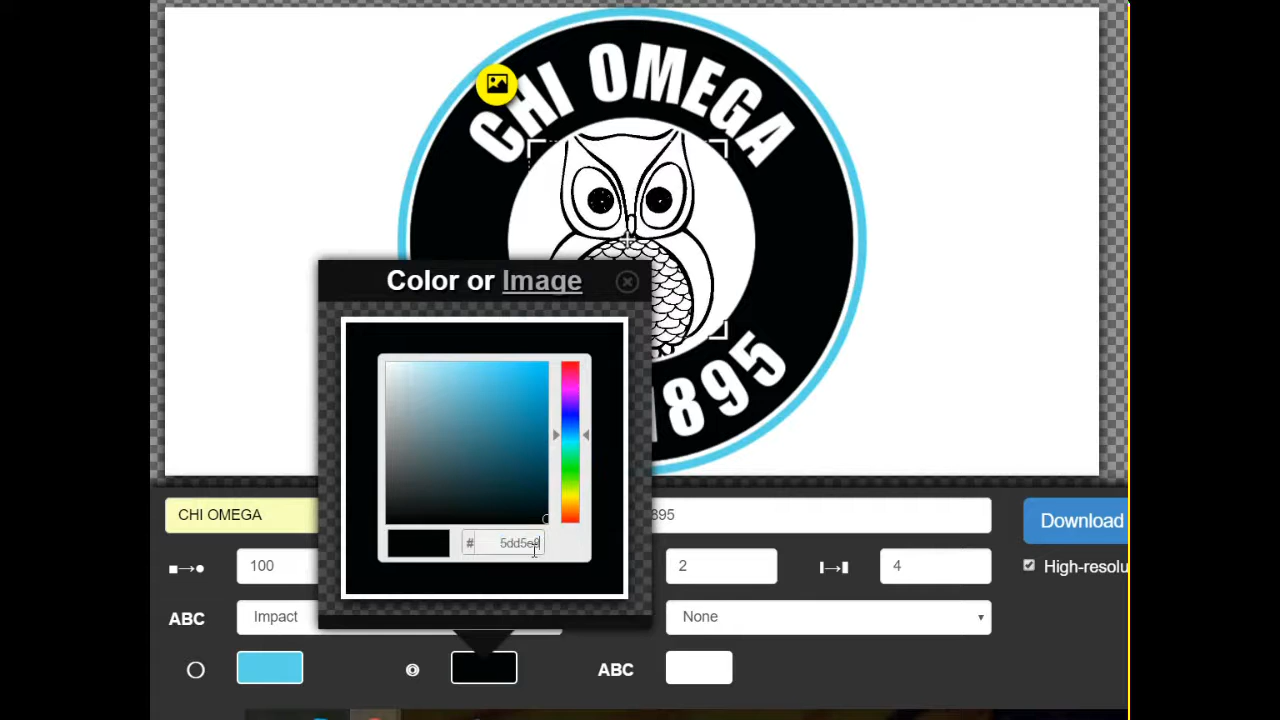 CHI OMEGA
1895
Color or Image
# 5dd5e9
CHI OMEGA
895
Download
100
2
4
High-resolu
ABC
Impact
None
ABC